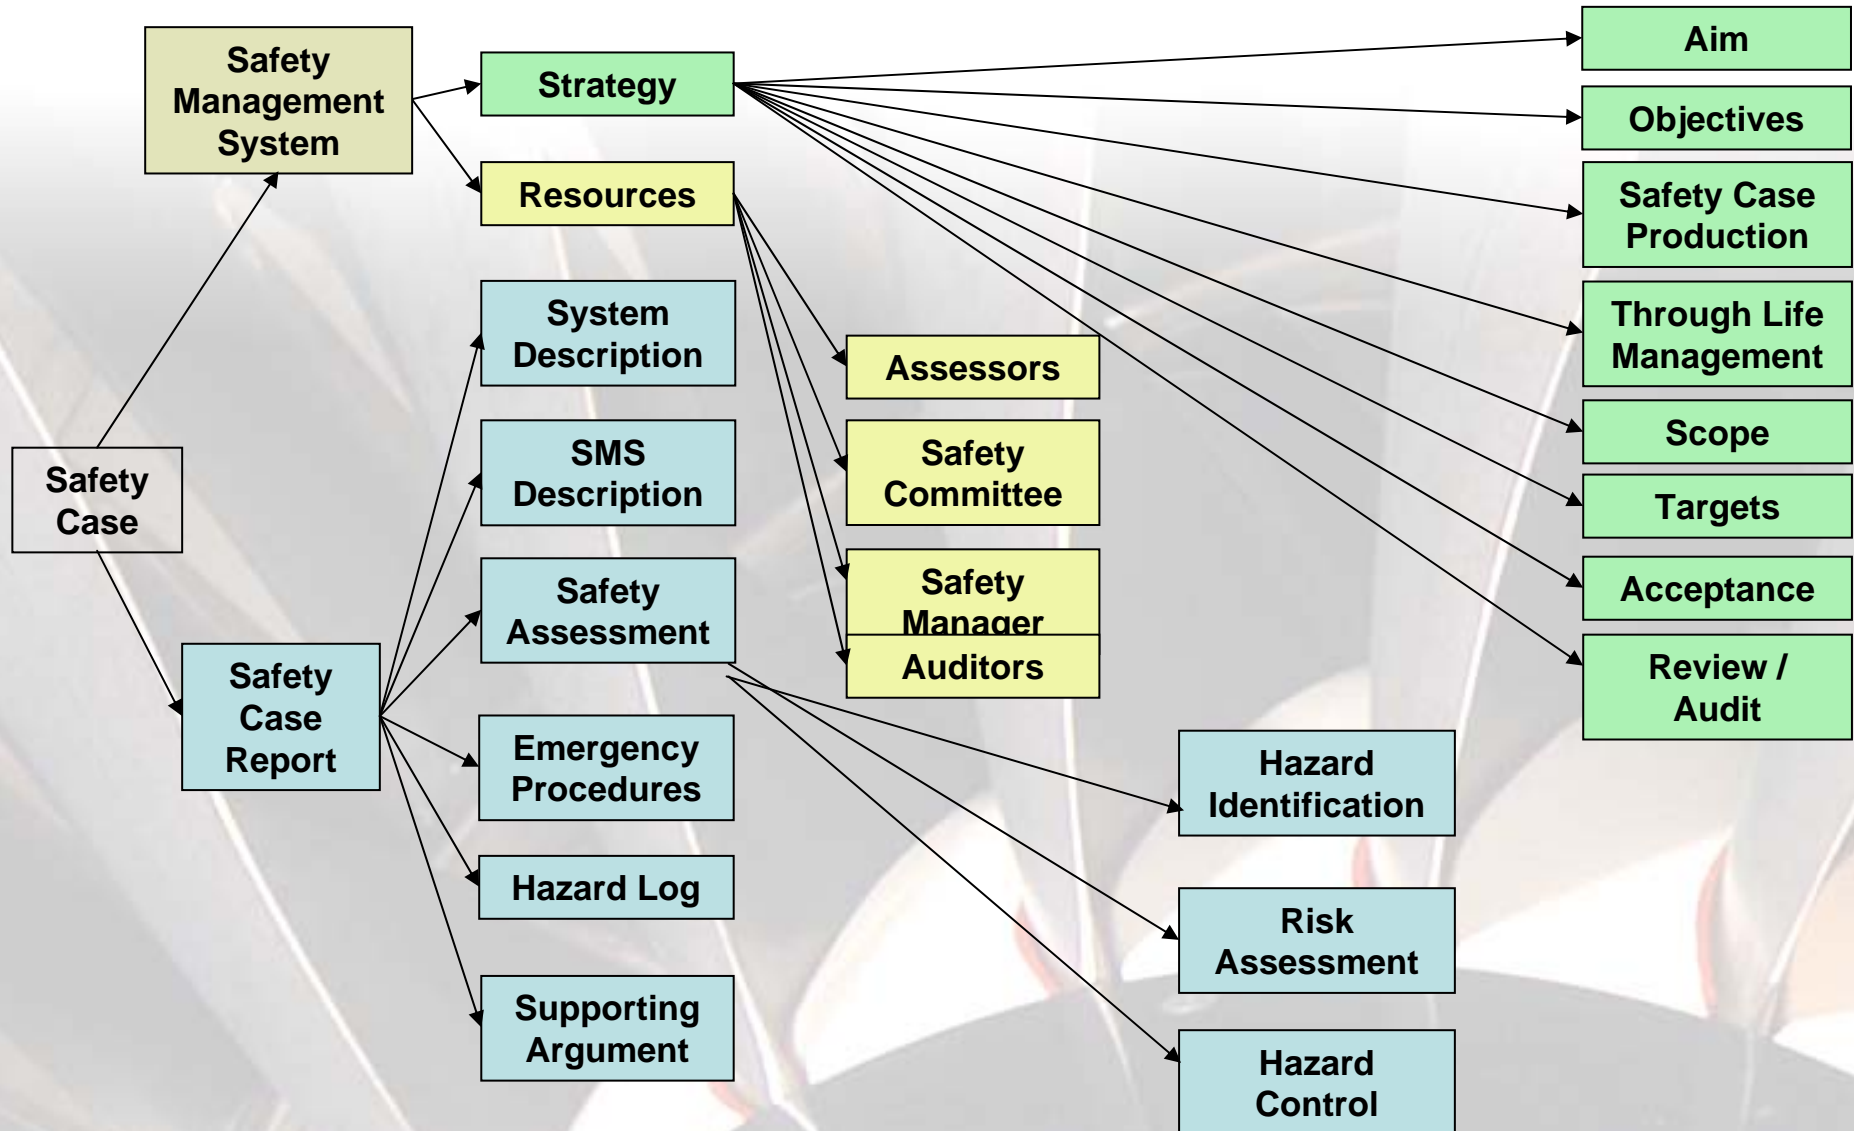 Safety
Management
System
Strategy
Resources
Safety
Case
Safety
Case
Report
System
Description
SMS
Description
Safety
Assessment
Emergency
Procedures
Hazard Log
Supporting
Argument
Assessors
Safety
Committee
Safety
Manager
Auditors
Hazard
Identification
Risk
Assessment
Hazard
Control
Aim
Objectives
Safety Case
Production
Through Life
Management
Scope
Targets
Acceptance
Review /
Audit